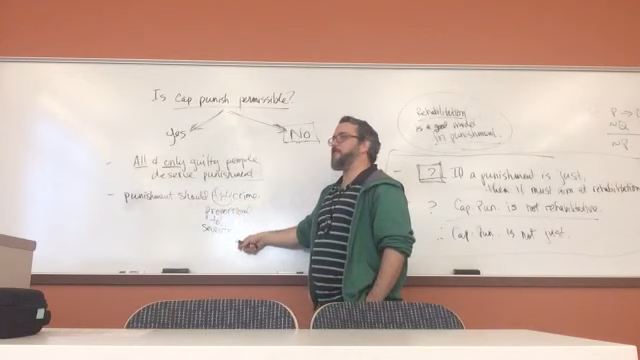 Is Cap punish permissible?
Yes
NO
- All & only guilty people
deserve punishment
- punishment should fit crime.
to
Rehabilitation
is a good model
for punishment.
P →
~Q
~P
- ? If a punishment is just,
then it must aim at rehabilitation
? Cap Pun. is not rehabilitative.
∴ Cap Pun. is not just.